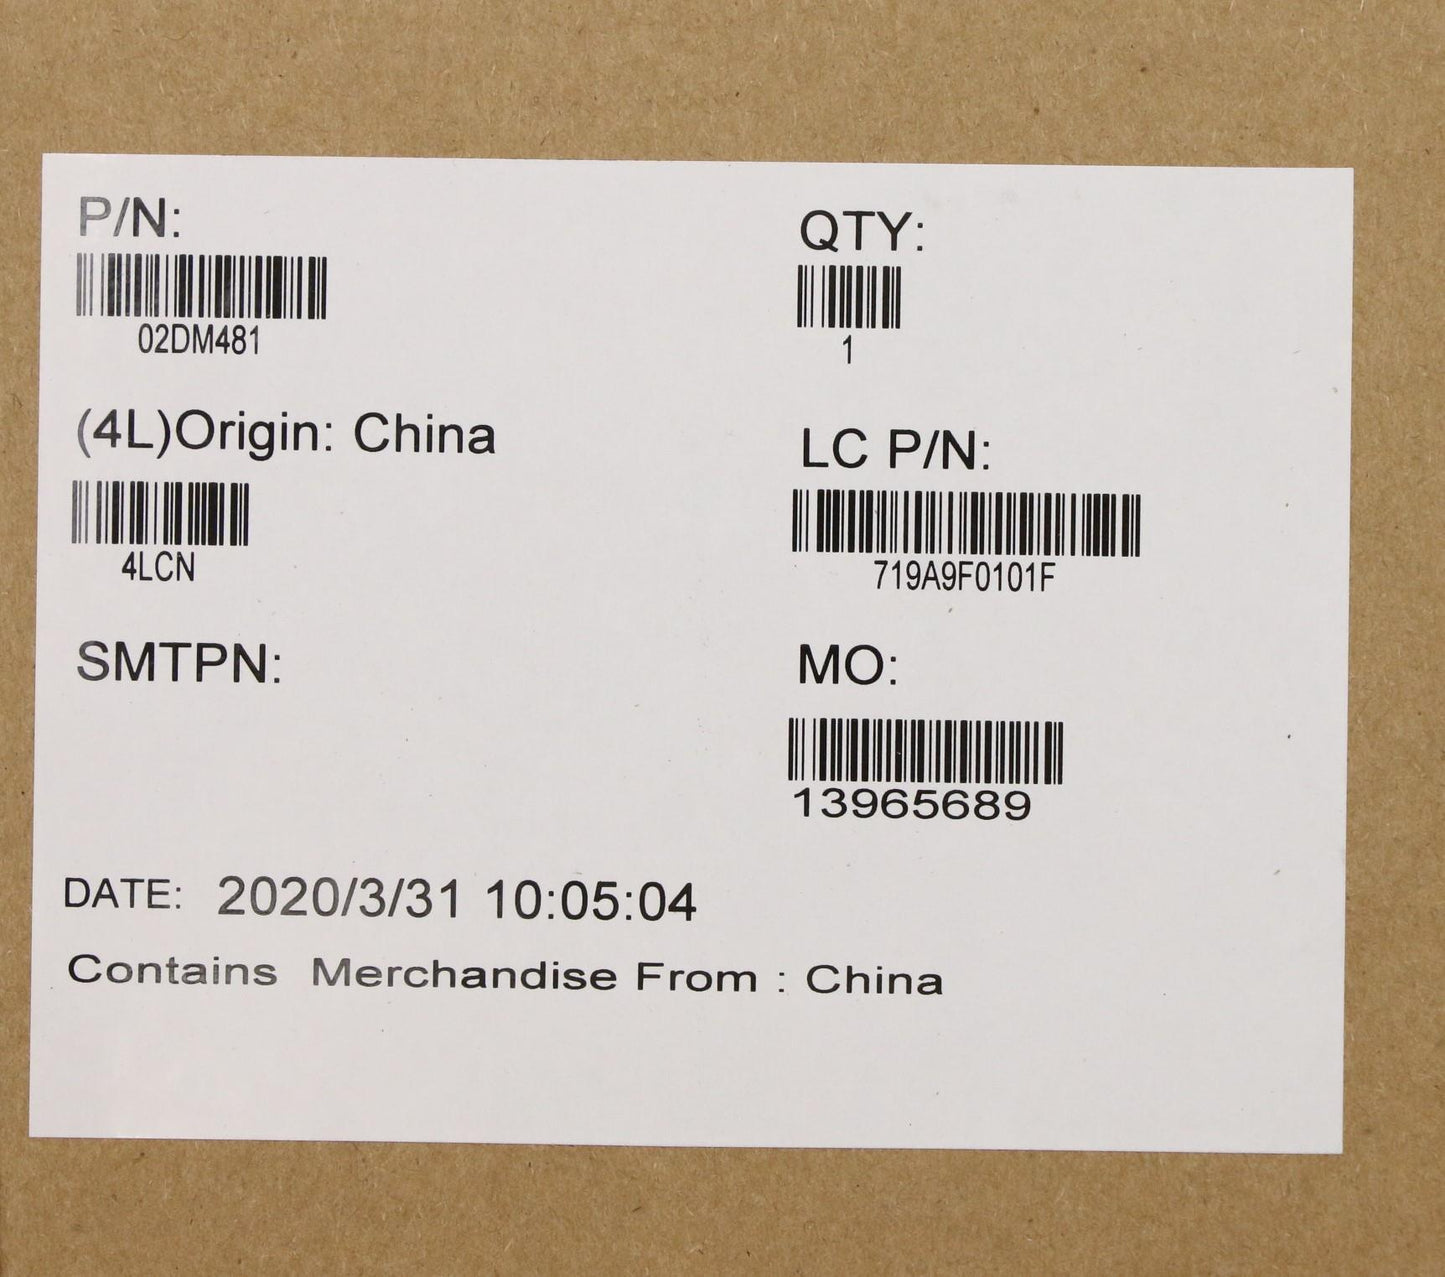 P/N:
02DM481
QTY:
1
(4L)Origin: China
4LCN
LC P/N:
719A9F0101F
SMTPN:
MO:
13965689
DATE: 2020/3/31 10:05:04
Contains Merchandise From : China